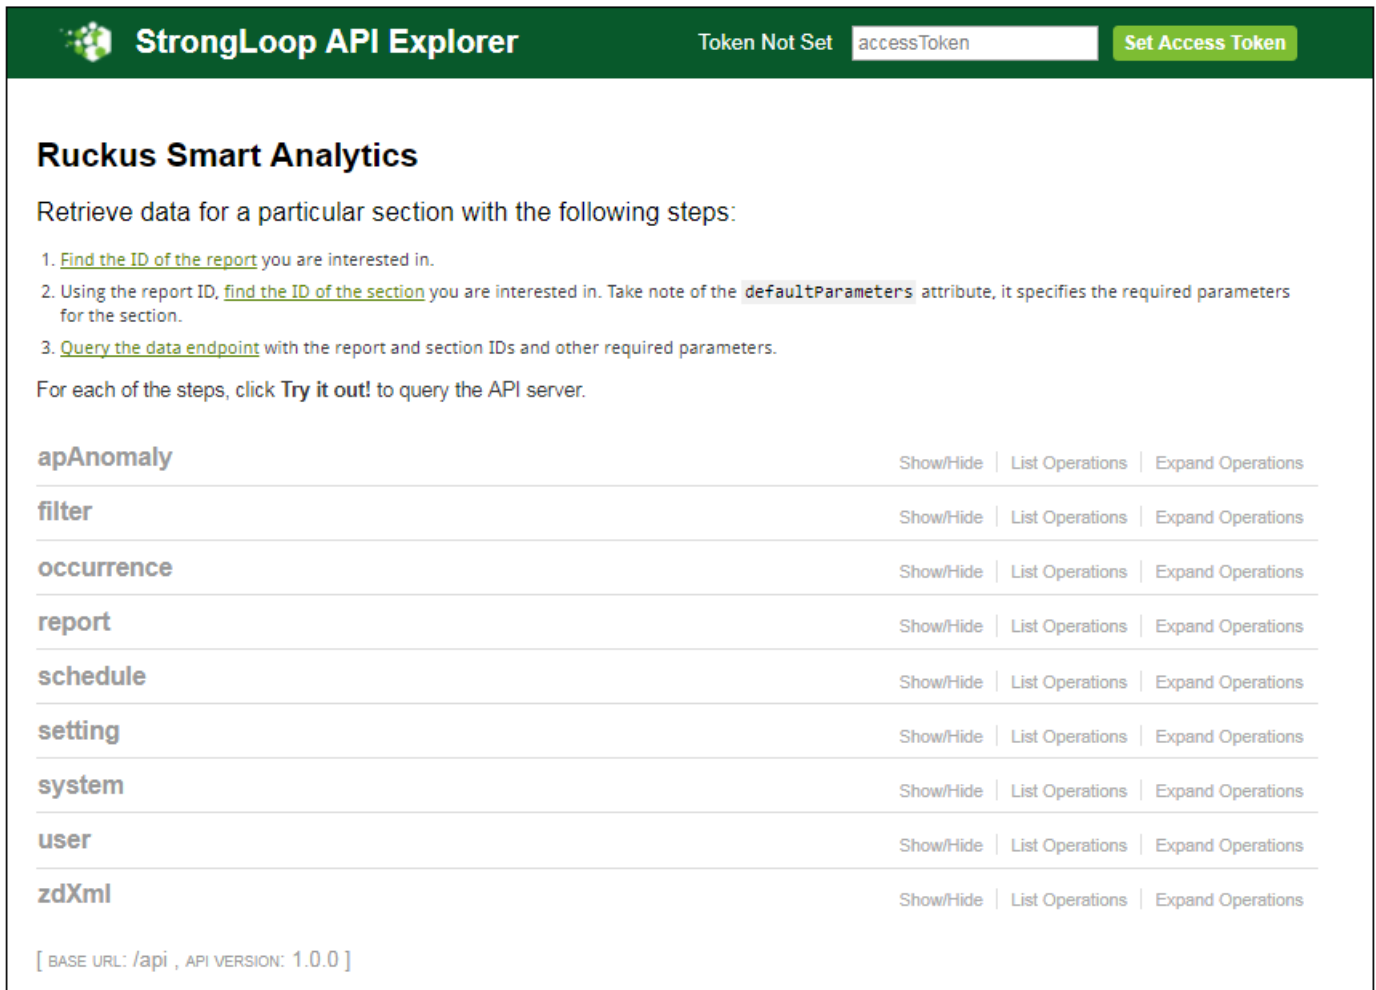 StrongLoop API Explorer Token Not Set accessToken Set Access Token
Ruckus Smart Analytics
Retrieve data for a particular section with the following steps:
1. Find the ID of the report you are interested in.
2. Using the report ID, find the ID of the section you are interested in. Take note of the defaultParameters attribute, it specifies the required parameters
for the section.
3. Query the data endpoint with the report and section IDs and other required parameters.
For each of the steps, click Try it out! to query the API server.
apAnomaly Show/Hide List Operations Expand Operations
filter Show/Hide List Operations Expand Operations
occurrence Show/Hide List Operations Expand Operations
report Show/Hide List Operations Expand Operations
schedule Show/Hide List Operations Expand Operations
setting Show/Hide List Operations Expand Operations
system Show/Hide List Operations Expand Operations
user Show/Hide List Operations Expand Operations
zdXml Show/Hide List Operations Expand Operations
[ BASE URL: /api , API VERSION: 1.0.0 ]